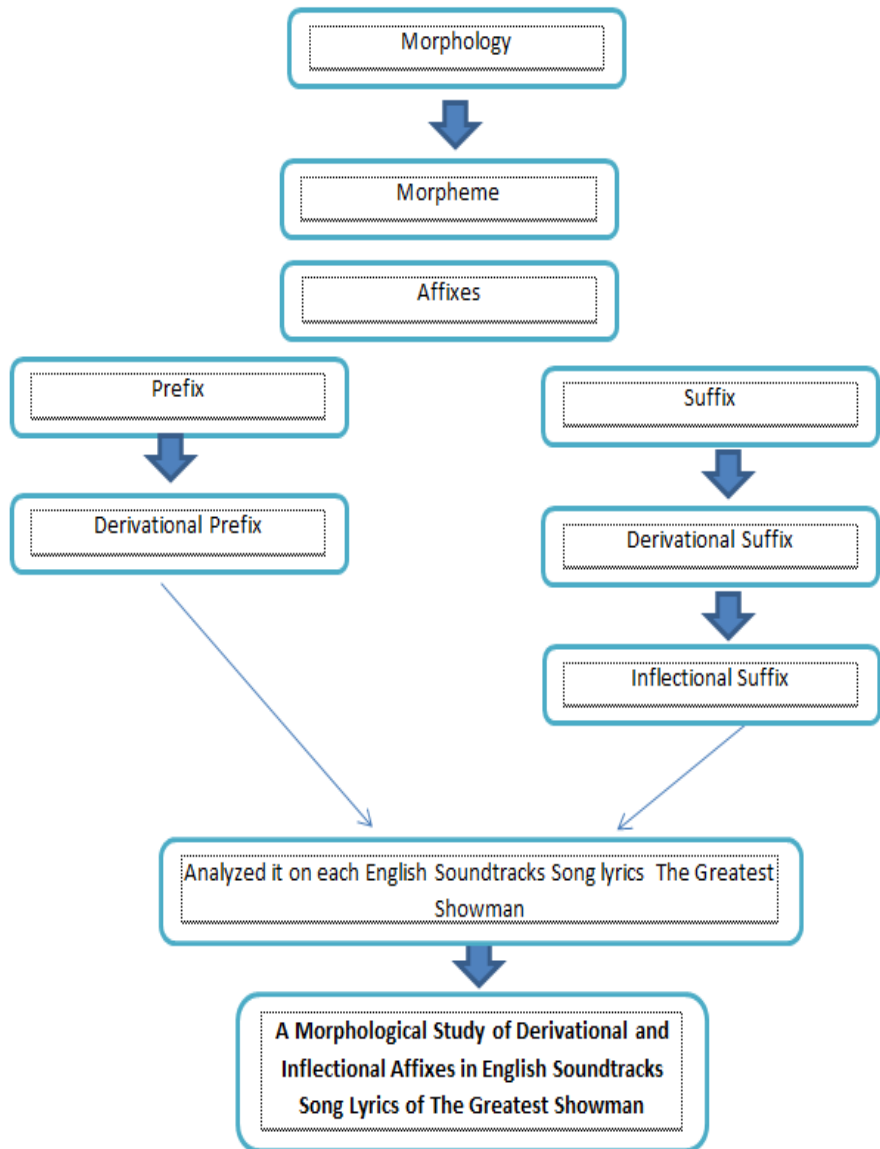 Morphology
Morpheme
Affixes
Prefix
Suffix
Derivational Prefix
Derivational Suffix
Inflectional Suffix
Analyzed it on each English Soundtracks Song lyrics The Greatest
Showman
A Morphological Study of Derivational and
Inflectional Affixes in English Soundtracks
Song Lyrics of The Greatest Showman